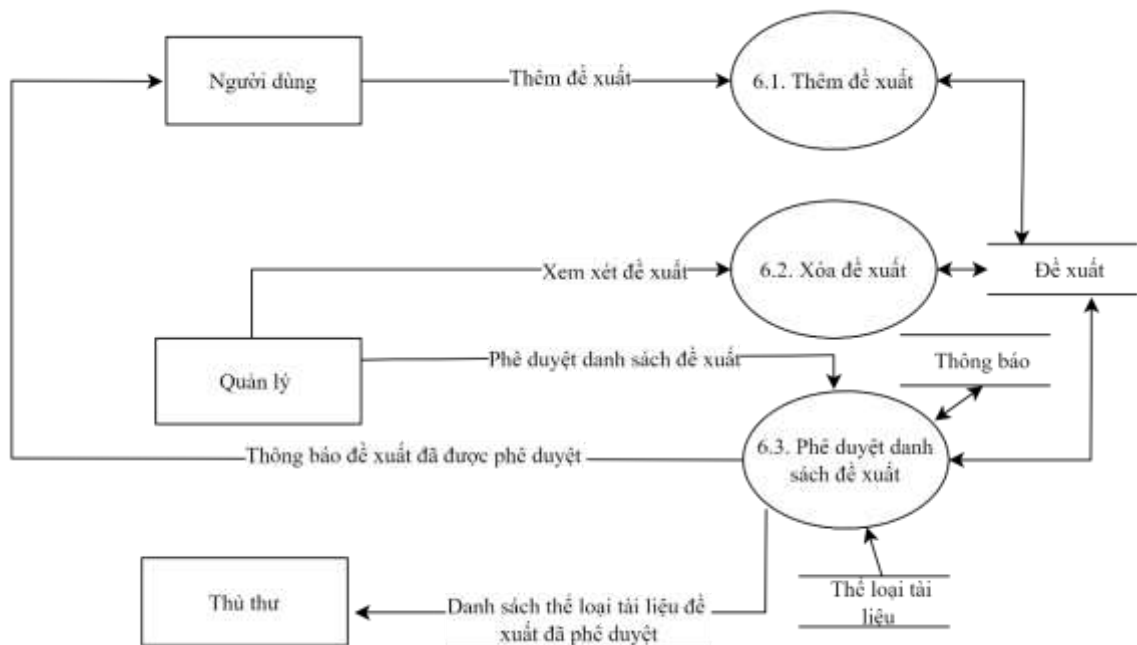 Người dùng
Thêm đề xuất
6.1. Thêm đề xuất
Xem xét đề xuất
6.2. Xóa đề xuất
Đề xuất
Quản lý
Phê duyệt danh sách đề xuất
Thông báo
Thông báo đề xuất đã được phê duyệt
6.3. Phê duyệt danh
sách đề xuất
Thủ thư
Danh sách thể loại tài liệu đề
xuất đã phê duyệt
Thể loại tài
liệu